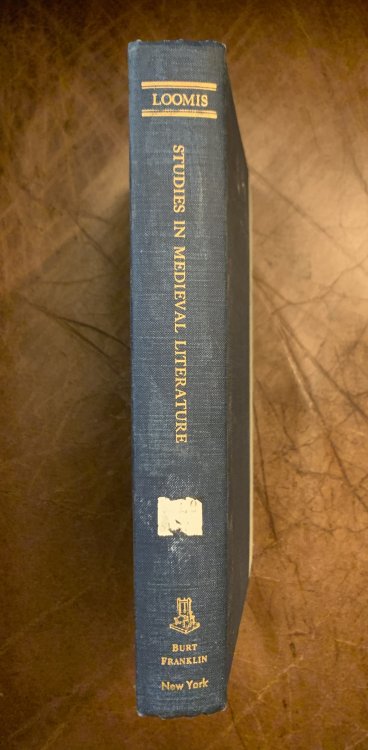 LOOMIS
STUDIES IN MEDIEVAL LITERATURE
BURT
FRANKLIN
New York